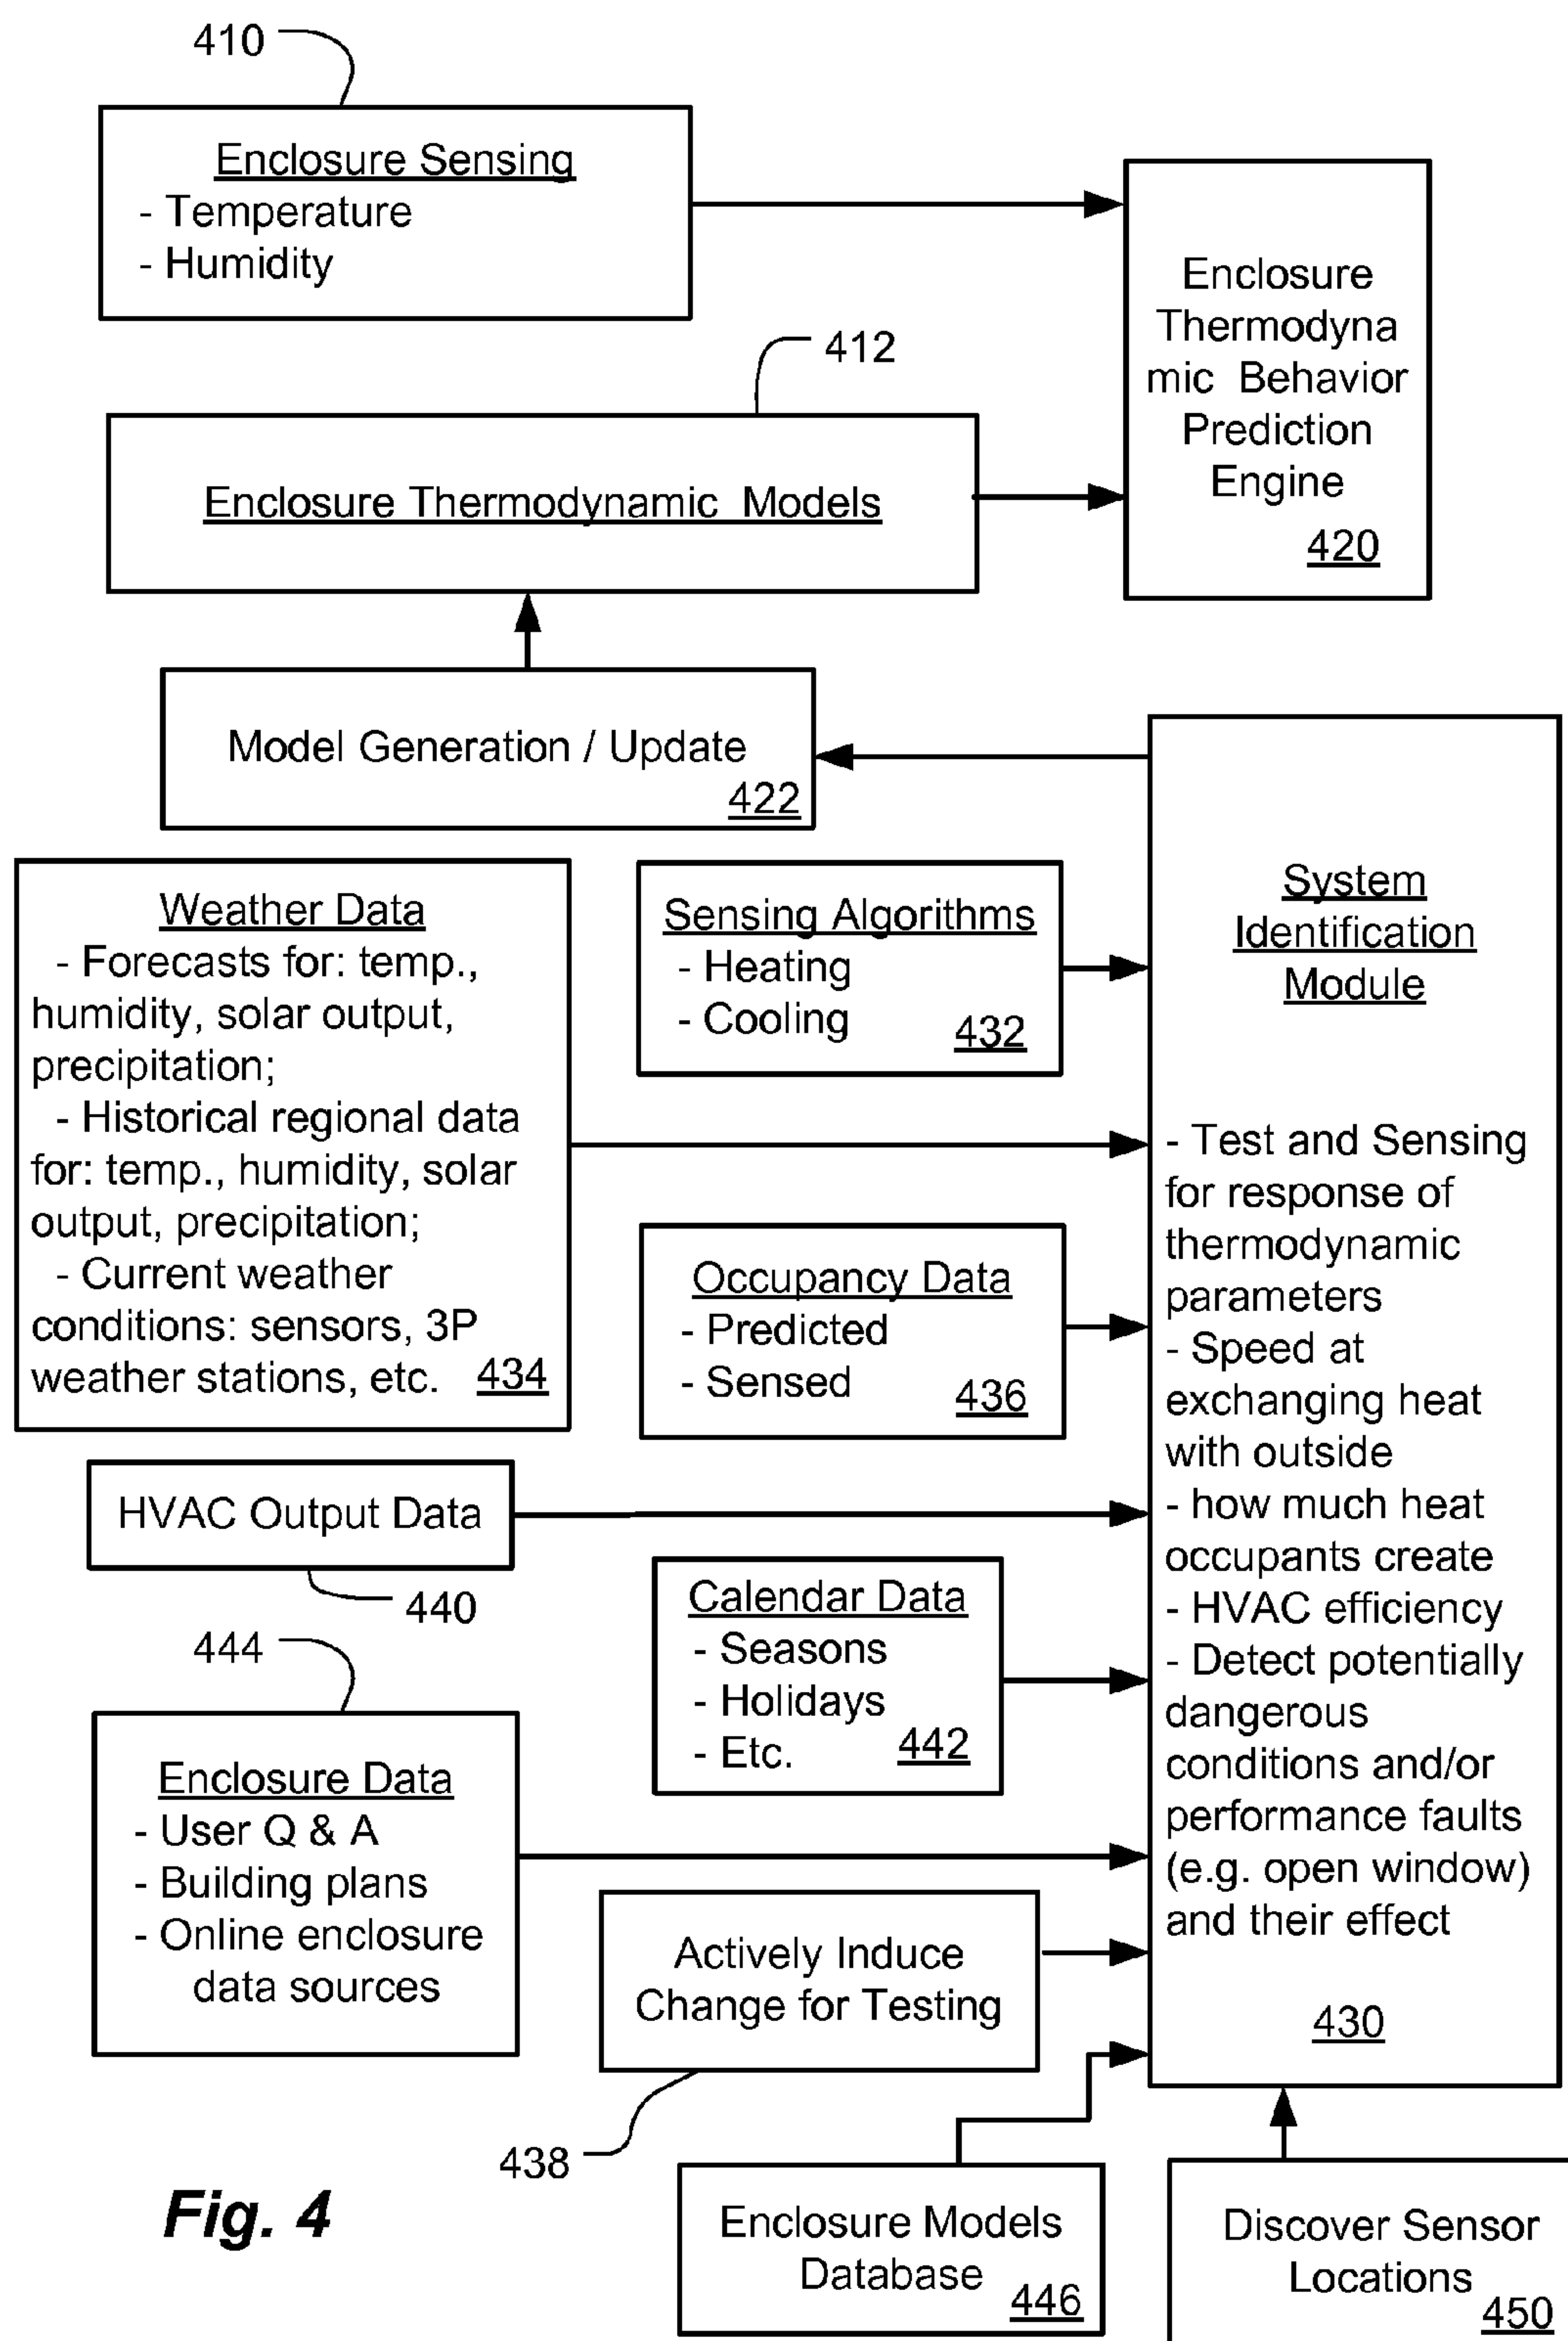 410
Enclosure Sensing
- Temperature
- Humidity
412
Enclosure
Thermodyna
mic Behavior
Prediction
Engine
420
Enclosure Thermodynamic Models
Model Generation / Update
422
Weather Data
- Forecasts for: temp.,
humidity, solar output,
precipitation;
- Historical regional data
for: temp., humidity, solar
output, precipitation;
- Current weather
conditions: sensors, 3P
weather stations, etc. 434
Sensing Algorithms
- Heating
- Cooling 432
Occupancy Data
- Predicted
- Sensed 436
System
Identification
Module
- Test and Sensing
for response of
thermodynamic
parameters
- Speed at
exchanging heat
with outside
- how much heat
occupants create
- HVAC efficiency
- Detect potentially
dangerous
conditions and/or
performance faults
(e.g. open window)
and their effect
430
HVAC Output Data
440
Calendar Data
- Seasons
- Holidays
- Etc. 442
444
Enclosure Data
- User Q & A
- Building plans
- Online enclosure
data sources
Actively Induce
Change for Testing
438
Enclosure Models
Database 446
Discover Sensor
Locations
450
Fig. 4